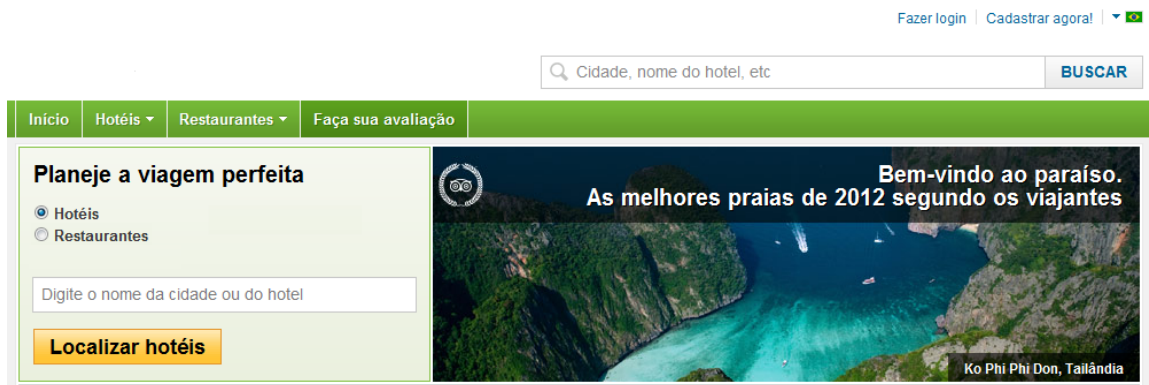 Fazer login
Cadastrar agora!
Cidade, nome do hotel, etc
BUSCAR
Início
Hotéis
Restaurantes
Faça sua avaliação
Planeje a viagem perfeita
Hotéis
Restaurantes
Digite o nome da cidade ou do hotel
Localizar hotéis
Bem-vindo ao paraíso.
As melhores praias de 2012 segundo os viajantes
Ko Phi Phi Don, Tailândia